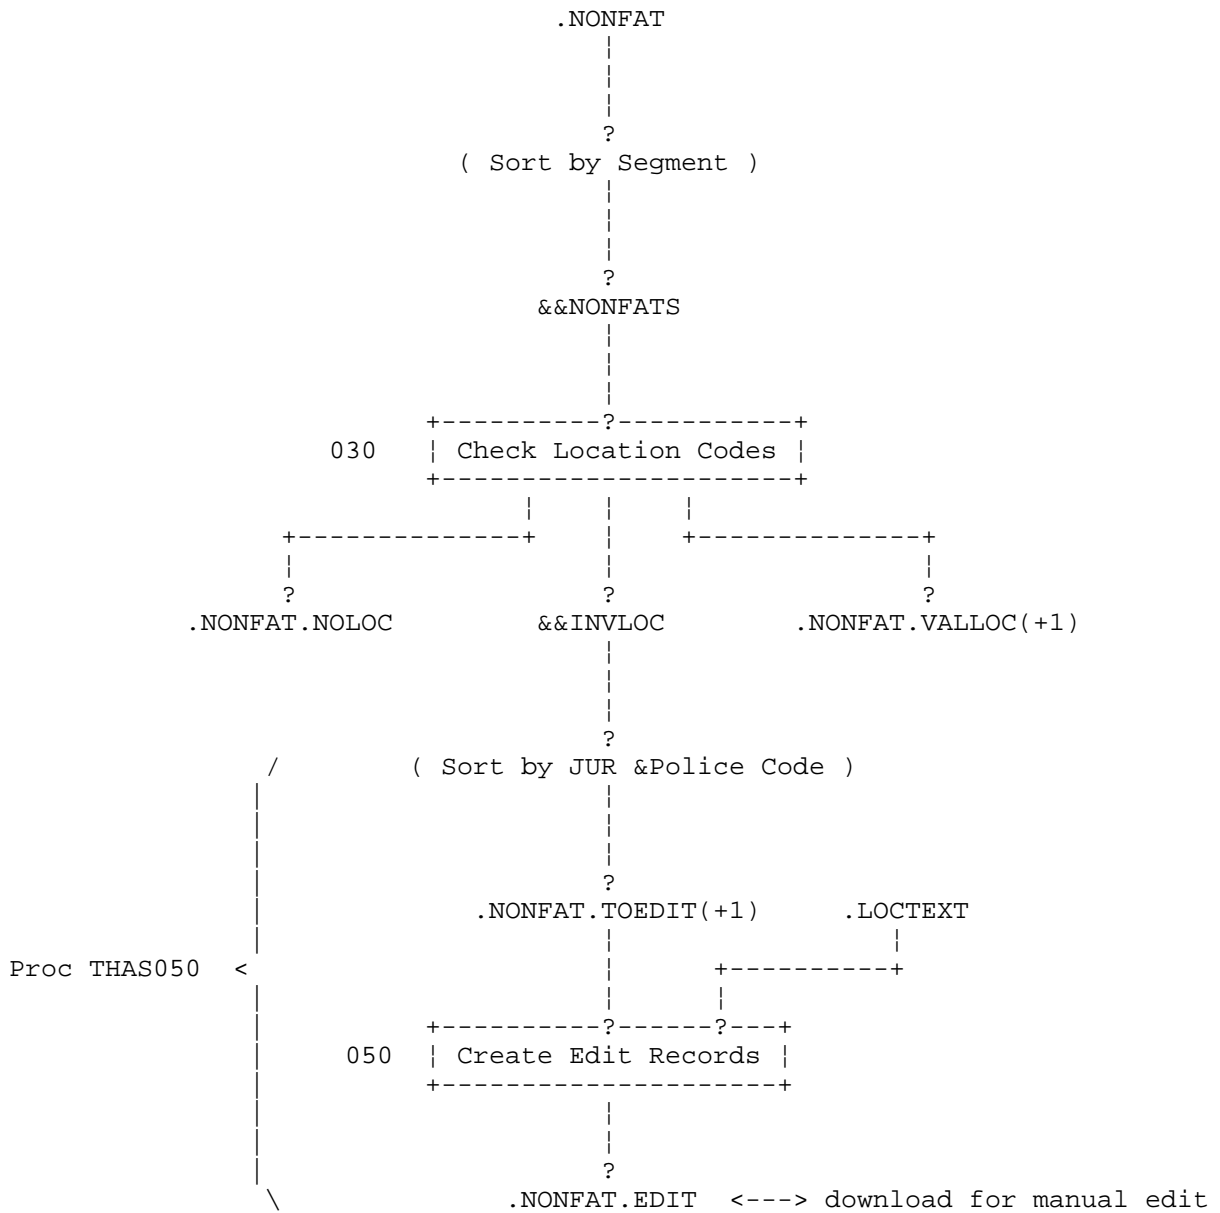 .NONFAT
?
( Sort by Segment )
?
&&NONFATS
?
030 Check Location Codes
? ? ?
.NONFAT.NOLOC &&INVLOC .NONFAT.VALLOC(+1)
?
( Sort by JUR &Police Code )
?
.NONFAT.TOEDIT(+1) .LOCTEXT
Proc THAS050 <
? ?
050 Create Edit Records
?
.NONFAT.EDIT <---> download for manual edit